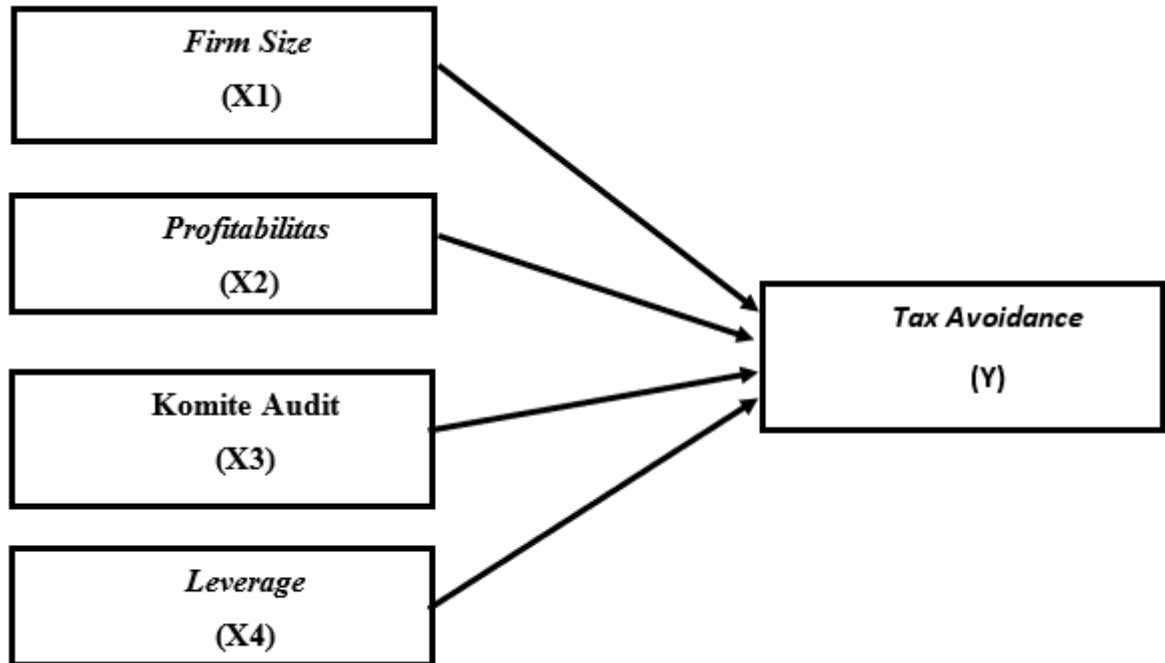 Firm Size
(X1)
Profitabilitas
(X2)
Komite Audit
(X3)
Leverage
(X4)
Tax Avoidance
(Y)